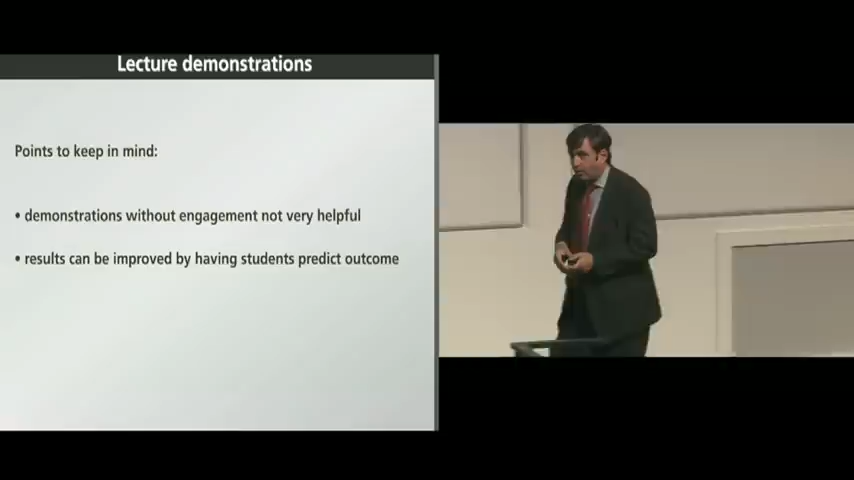 Lecture demonstrations
Points to keep in mind:
• demonstrations without engagement not very helpful
• results can be improved by having students predict outcome